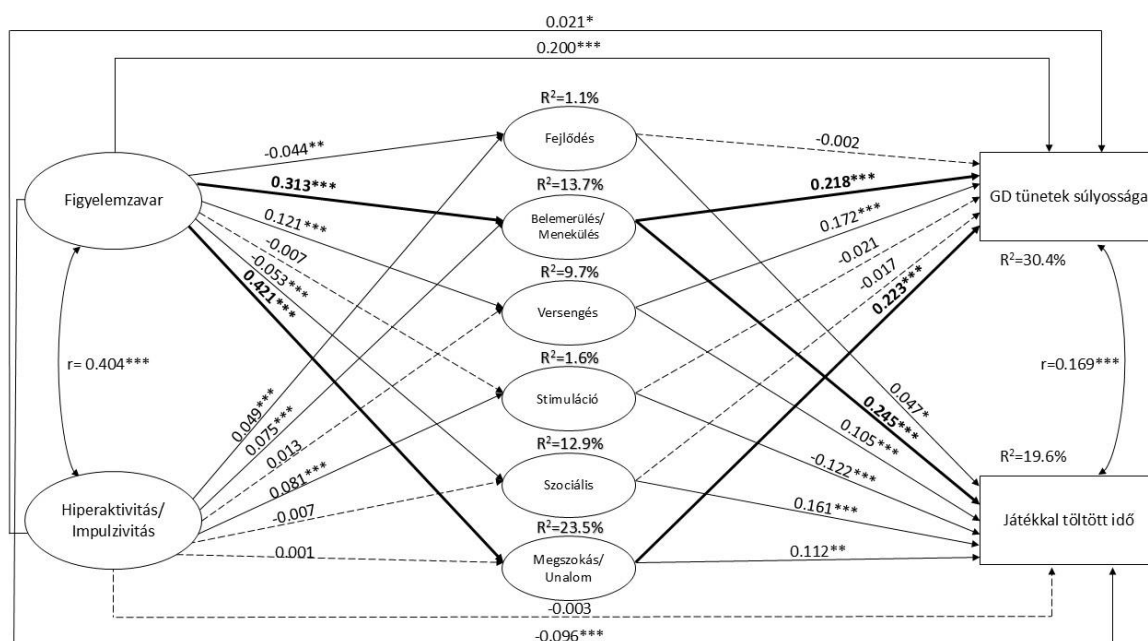 0.021*
0.200***
R²=1.1%
Fejlődés
-0.044**
-0.002
0.313***
R²=13.7%
0.218***
Figyelemzavar
GD tünetek súlyossága
0.121***
Belemerülés/
Menekülés
0.172***
-0.007
-0.021
-0.053***
R²=9.7%
-0.017
R²=30.4%
0.421***
0.223***
Versengés
r= 0.404***
R²=1.6%
r=0.169***
Stimuláció
0.049***
0.047*
0.075***
0.245***
0.013
0.105***
R²=12.9%
R²=19.6%
0.081***
-0.122***
Szociális
Hiperaktivitás/
Impulzivitás
-0.007
0.161***
Játékkal töltött idő
R²=23.5%
0.001
Megszokás/
Unalom
0.112**
-0.003
-0.096***